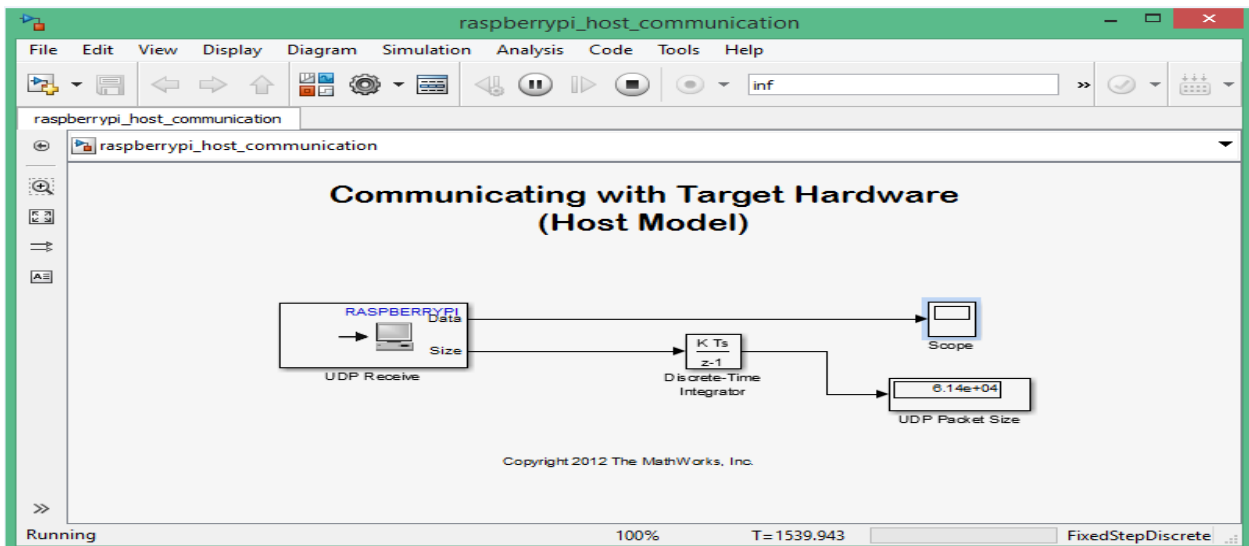 raspberrypi_host_communication
File Edit View Display Diagram Simulation Analysis Code Tools Help
inf
raspberrypi_host_communication
raspberrypi_host_communication
Communicating with Target Hardware
(Host Model)
RASPBERRYPI
Data
Size
UDP Receive
K Ts
z-1
Discrete-Time
Integrator
Scope
6.14e+04
UDP Packet Size
Copyright 2012 The MathWorks, Inc.
Running 100% T=1539.943 FixedStepDiscrete